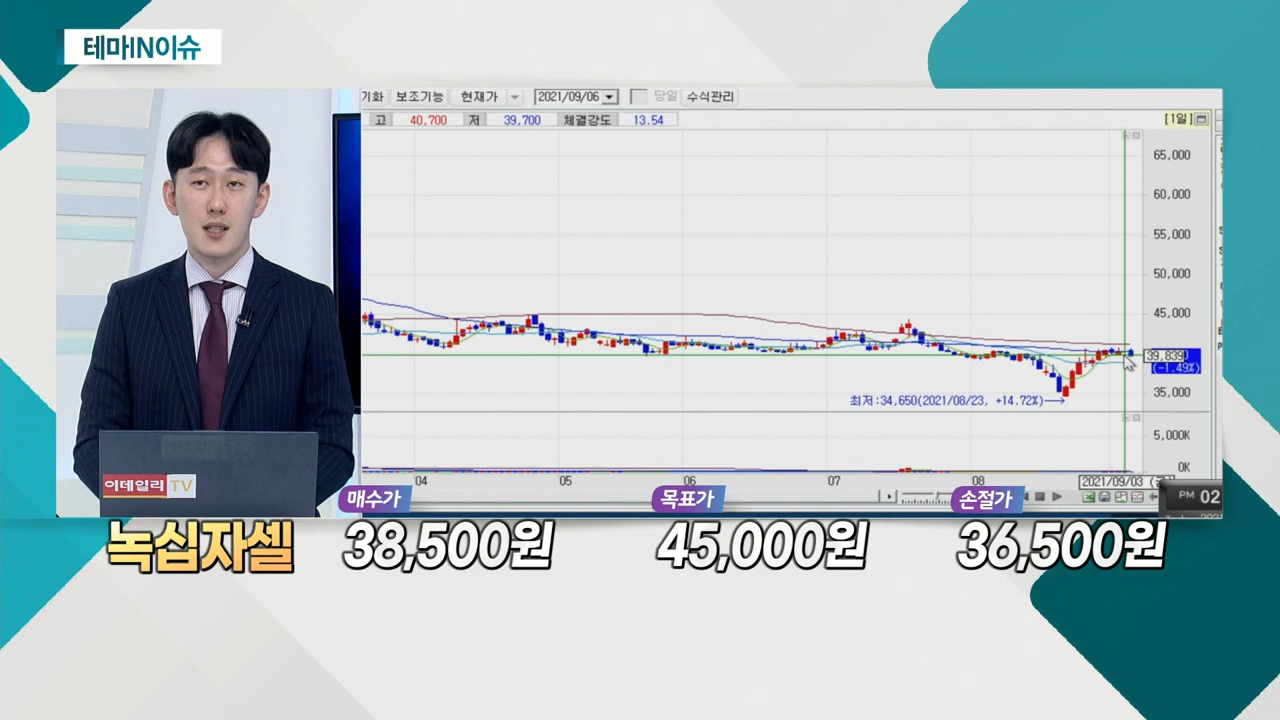 테마IN이슈
기화 보조기능 현재가 2021/09/06 당일 수식관리
고 40,700 저 39,700 체결강도 13.54 [1일]
65,000
60,000
55,000
50,000
45,000
39,839
(-1.49%)
35,000
최저:34,650(2021/08/23, +14.72%)
5,000K
0K
04 05 06 07 08 2021/09/03
PM 02
이데일리 TV
매수가 목표가 손절가
녹십자셀 38,500원 45,000원 36,500원